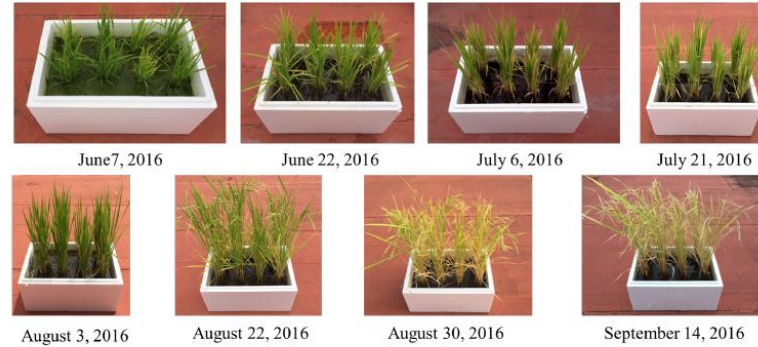 June7, 2016
June 22, 2016
July 6, 2016
July 21, 2016
August 3, 2016
August 22, 2016
August 30, 2016
September 14, 2016